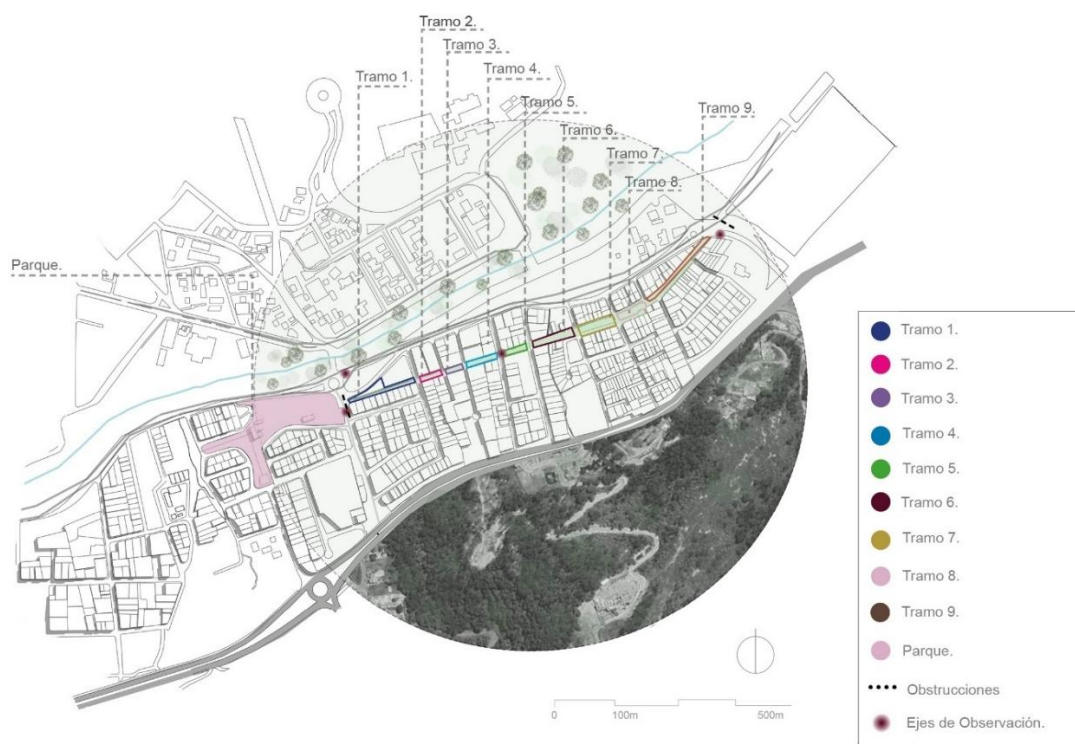 Tramo 2.
Tramo 3.
Tramo 1.
Tramo 4.
Tramo 5.
Tramo 9.
Tramo 6.
Tramo 7.
Tramo 8.
Parque.
Tramo 1.
Tramo 2.
Tramo 3.
Tramo 4.
Tramo 5.
Tramo 6.
Tramo 7.
Tramo 8.
Tramo 9.
Parque.
Obstrucciones
Ejes de Observación.
0 100m 500m